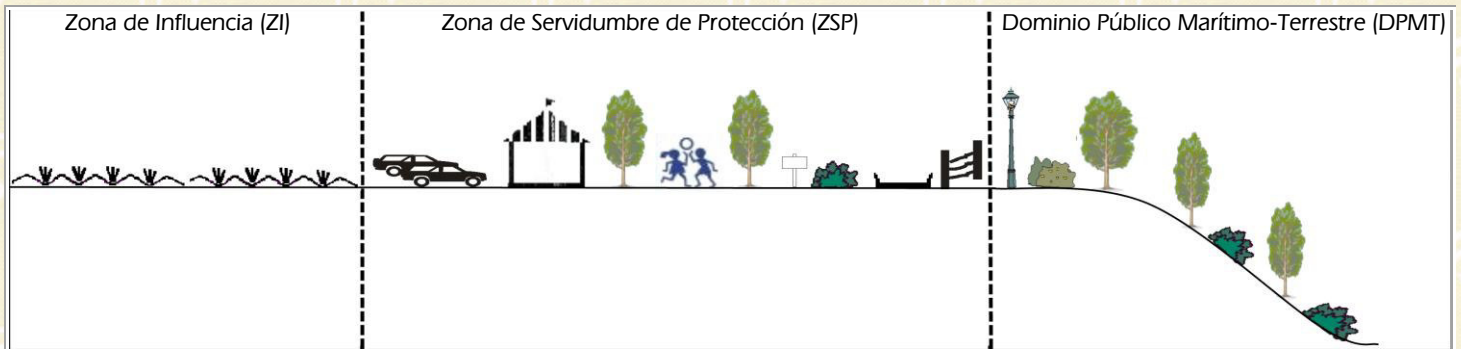 Zona de Influencia (ZI)
Zona de Servidumbre de Protección (ZSP)
Dominio Público Marítimo-Terrestre (DPMT)